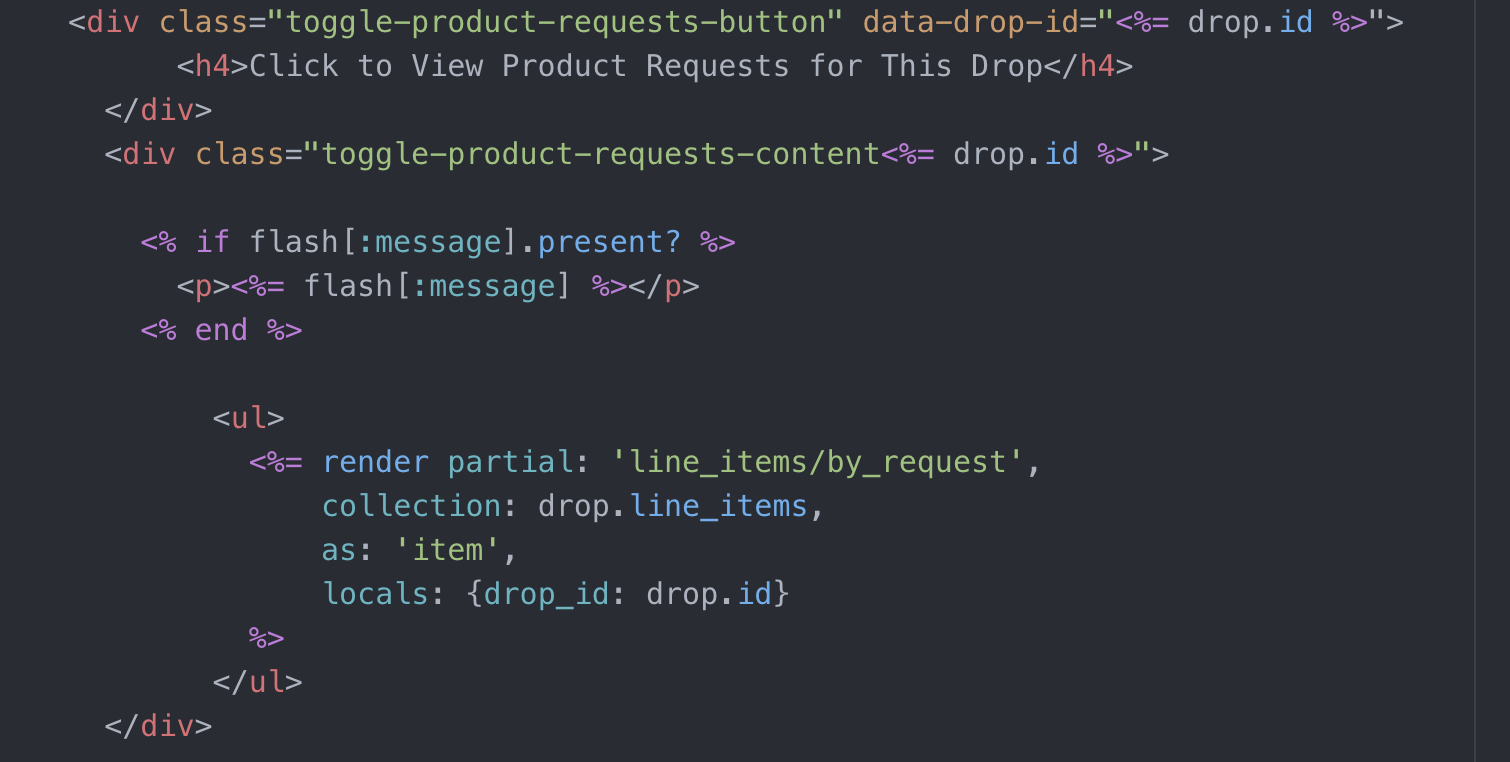 <div class="toggle-product-requests-button" data-drop-id="<%= drop.id %>">
<h4>Click to View Product Requests for This Drop</h4>
</div>
<div class="toggle-product-requests-content<%= drop.id %>">
<% if flash[:message].present? %>
<p><%= flash[:message] %></p>
<% end %>
<ul>
<%= render partial: 'line_items/by_request',
collection: drop.line_items,
as: 'item',
locals: {drop_id: drop.id}
%>
</ul>
</div>